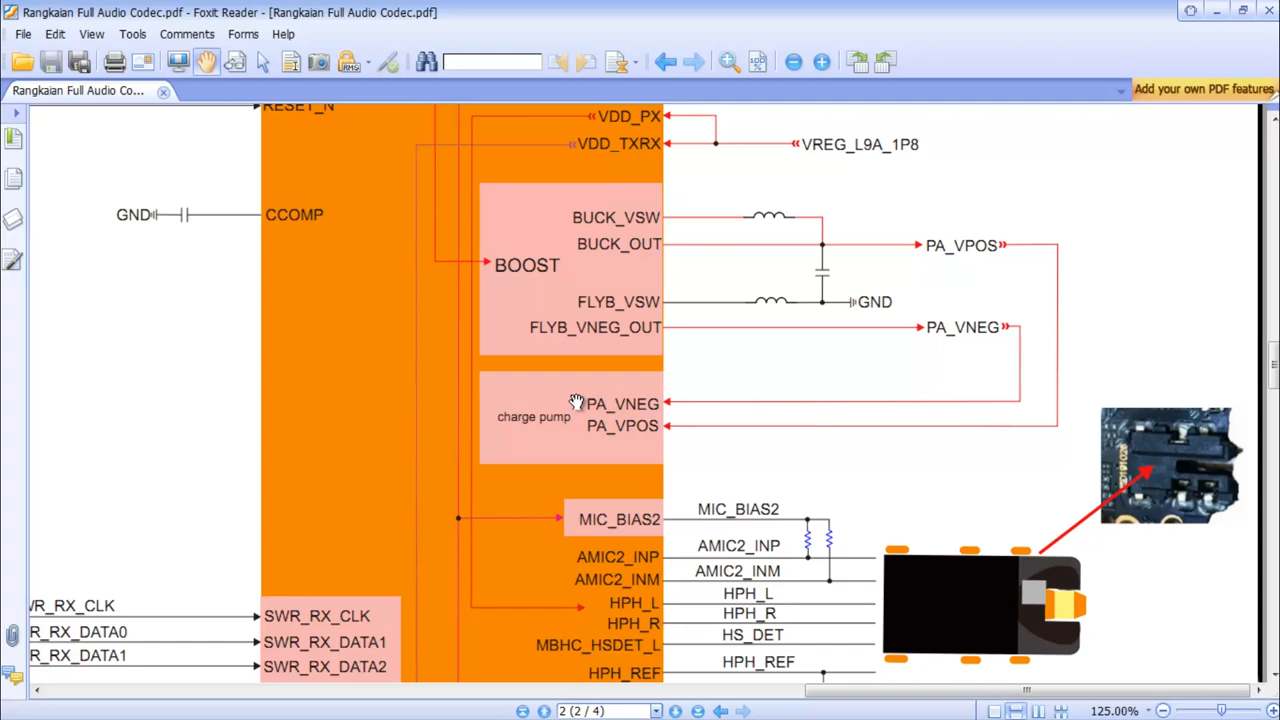 Rangkaian Full Audio Codec.pdf - Foxit Reader - [Rangkaian Full Audio Codec.pdf]
File Edit View Tools Comments Forms Help
Rangkaian Full Audio Co...
Add your own PDF features
RESET_N
VDD_PX
VDD_TXRX
VREG_L9A_1P8
GND
CCOMP
BUCK_VSW
BUCK_OUT
PA_VPOS
BOOST
FLYB_VSW
GND
FLYB_VNEG_OUT
PA_VNEG
PA_VNEG
charge pump
PA_VPOS
MIC_BIAS2
MIC_BIAS2
AMIC2_INP
AMIC2_INP
AMIC2_INM
AMIC2_INM
HPH_L
HPH_L
HPH_R
HPH_R
MBHC_HSDET_L
HS_DET
HPH_REF
HPH_REF
WR_RX_CLK
SWR_RX_CLK
R_RX_DATA0
SWR_RX_DATA1
R_RX_DATA1
SWR_RX_DATA2
20191026
2 (2 / 4)
125.00%